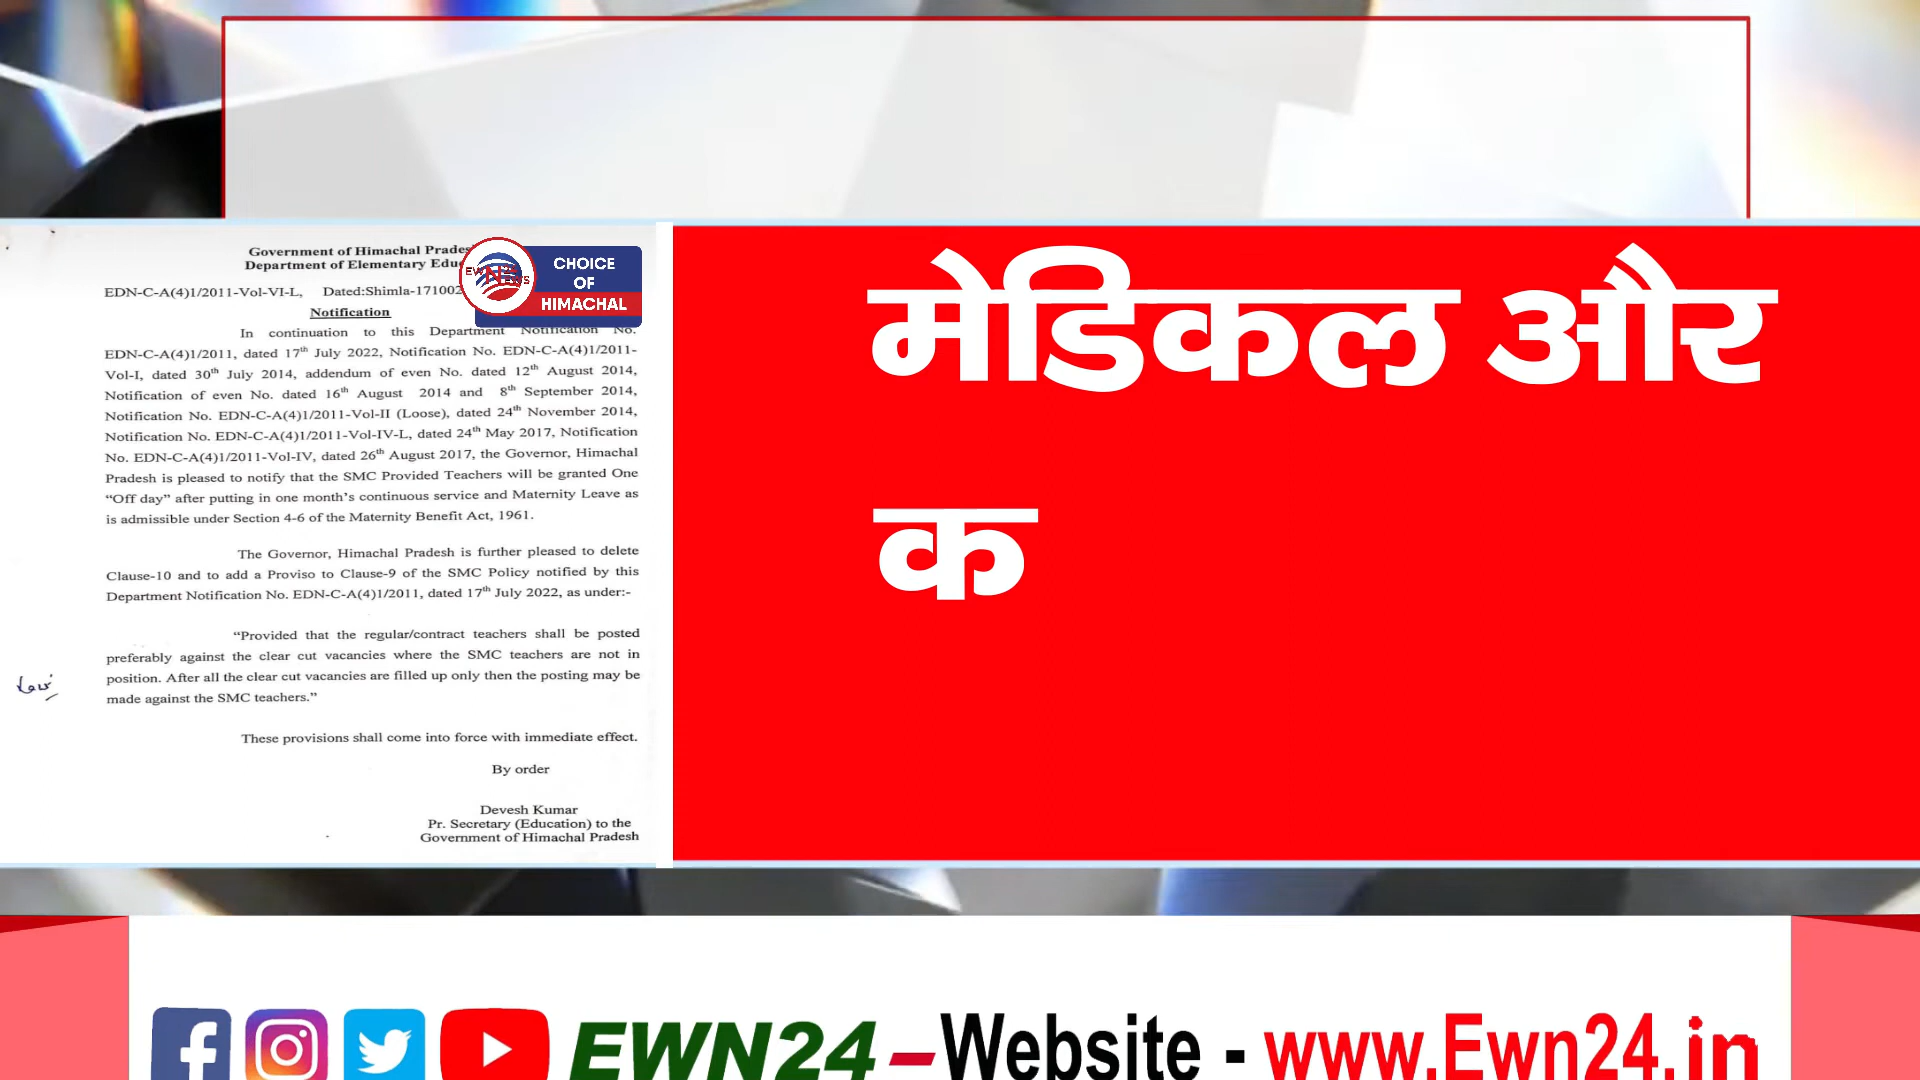 Government of Himachal Prades
Department of Elementary Educ
EDN-C-A(4)1/2011-Vol-VI-L, Dated:Shimla-171002
Notification
In continuation to this Department Notification No.
EDN-C-A(4)1/2011, dated 17th July 2022, Notification No. EDN-C-A(4)1/2011-
Vol-I, dated 30th July 2014, addendum of even No. dated 12th August 2014,
Notification of even No. dated 16th August 2014 and 8th September 2014,
Notification No. EDN-C-A(4)1/2011-Vol-II (Loose), dated 24th November 2014,
Notification No. EDN-C-A(4)1/2011-Vol-IV-L, dated 24th May 2017, Notification
No. EDN-C-A(4)1/2011-Vol-IV, dated 26th August 2017, the Governor, Himachal
Pradesh is pleased to notify that the SMC Provided Teachers will be granted One
“Off day” after putting in one month’s continuous service and Maternity Leave as
is admissible under Section 4-6 of the Maternity Benefit Act, 1961.
The Governor, Himachal Pradesh is further pleased to delete
Clause-10 and to add a Proviso to Clause-9 of the SMC Policy notified by this
Department Notification No. EDN-C-A(4)1/2011, dated 17th July 2022, as under:-
“Provided that the regular/contract teachers shall be posted
preferably against the clear cut vacancies where the SMC teachers are not in
position. After all the clear cut vacancies are filled up only then the posting may be
made against the SMC teachers.”
These provisions shall come into force with immediate effect.
By order
Devesh Kumar
Pr. Secretary (Education) to the
Government of Himachal Pradesh
EWN24 NEWS
CHOICE
OF
HIMACHAL
मेडिकल और
क
EWN24 –Website - www.Ewn24.in